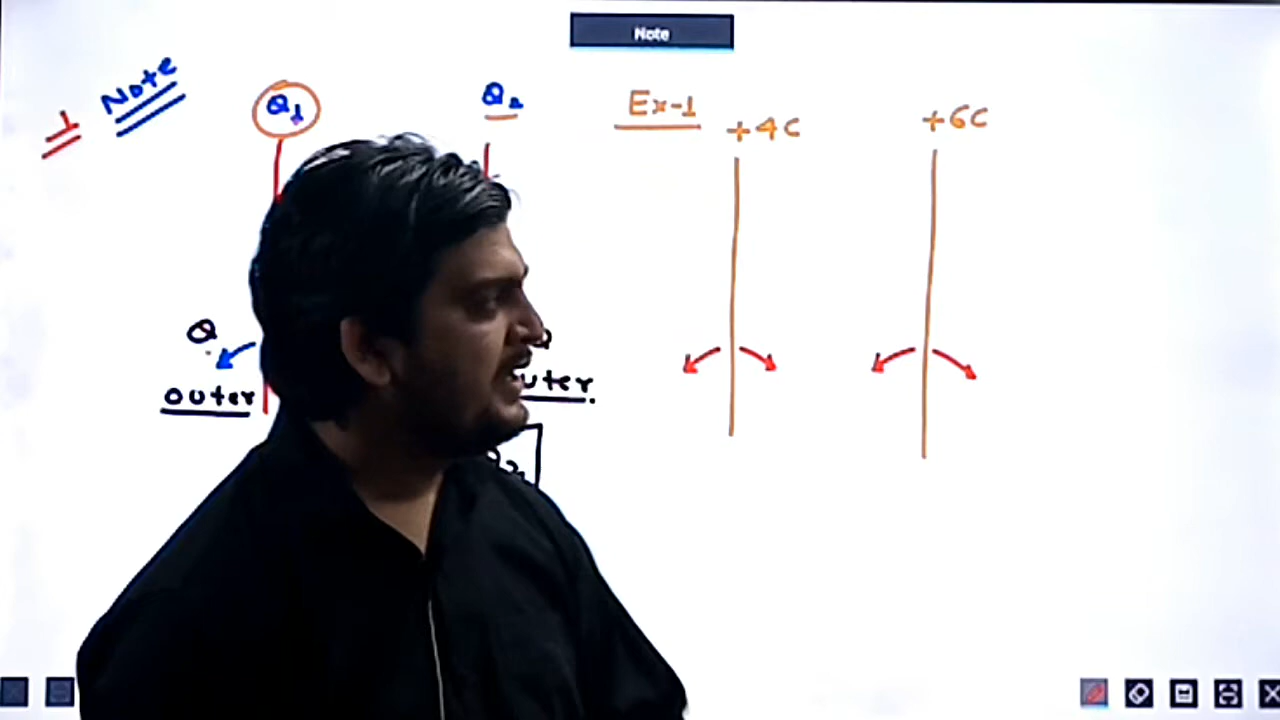 Note
1 Note
Q1
Q2
Ex-1
+4C
+6C
Q
outer
uter.